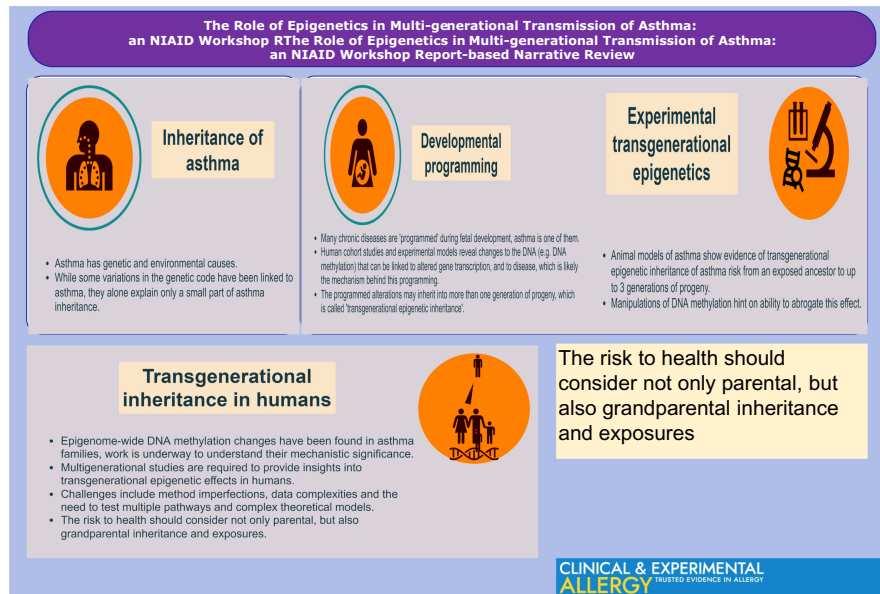 The Role of Epigenetics in Multi-generational Transmission of Asthma:
an NIAID Workshop RThe Role of Epigenetics in Multi-generational Transmission of Asthma:
an NIAID Workshop Report-based Narrative Review
Inheritance of
asthma
• Asthma has genetic and environmental causes.
• While some variations in the genetic code have been linked to
asthma, they alone explain only a small part of asthma
inheritance.
Developmental
programming
• Many chronic diseases are 'programmed' during fetal development, asthma is one of them.
• Human cohort studies and experimental models reveal changes to the DNA (e.g. DNA
methylation) that can be linked to altered gene transcription, and to disease, which is likely
the mechanism behind this programming.
• The programmed alterations may inherit into more than one generation of progeny, which
is called 'transgenerational epigenetic inheritance'.
Experimental
transgenerational
epigenetics
• Animal models of asthma show evidence of transgenerational
epigenetic inheritance of asthma risk from an exposed ancestor to up
to 3 generations of progeny.
• Manipulations of DNA methylation hint on ability to abrogate this effect.
Transgenerational
inheritance in humans
• Epigenome-wide DNA methylation changes have been found in asthma
families, work is underway to understand their mechanistic significance.
• Multigenerational studies are required to provide insights into
transgenerational epigenetic effects in humans.
• Challenges include method imperfections, data complexities and the
need to test multiple pathways and complex theoretical models.
• The risk to health should consider not only parental, but also
grandparental inheritance and exposures.
The risk to health should
consider not only parental, but
also grandparental inheritance
and exposures
CLINICAL & EXPERIMENTAL
ALLERGY TRUSTED EVIDENCE IN ALLERGY